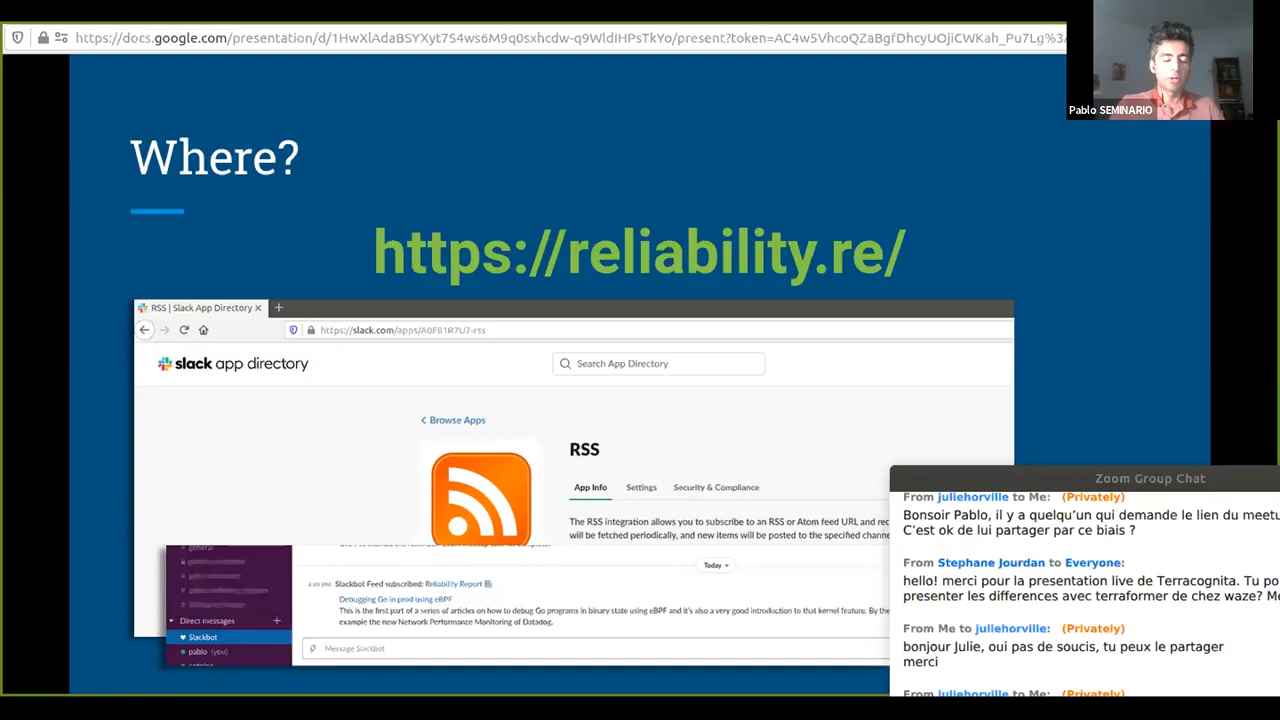 https://docs.google.com/presentation/d/1HwXlAdaBSYXyt7S4ws6M9q0sxhcdw-q9WldIHPsTkYo/present?token=AC4w5VhcoQZaBgfDhcyUOJiCWKah_Pu7Lg%3
Pablo SEMINARIO
Where?
https://reliability.re/
RSS | Slack App Directory
https://slack.com/apps/A0F81R7U7-rss
slack app directory
Search App Directory
Browse Apps
RSS
App Info Settings Security & Compliance
The RSS integration allows you to subscribe to an RSS or Atom feed URL and
will be fetched periodically, and new items will be posted to the specified
general
Direct messages
Slackbot
pablo (you)
Today
4:49 PM Slackbot Feed subscribed: Reliability Report
Debugging Go in prod using eBPF
This is the first part of a series of articles on how to debug Go programs in binary state using eBPF and it's also a very good introduction to that kernel feature. By the
example the new Network Performance Monitoring of Datadog.
Message Slackbot
Zoom Group Chat
From juliehorville to Me: (Privately)
Bonsoir Pablo, il y a quelqu'un qui demande le lien du
C'est ok de lui partager par ce biais ?
From Stephane Jourdan to Everyone:
hello! merci pour la presentation live de Terracognita. Tu
presenter les differences avec terraformer de chez waze?
From Me to juliehorville: (Privately)
bonjour Julie, oui pas de soucis, tu peux le partager
merci
From juliehorville to Me: (Privately)